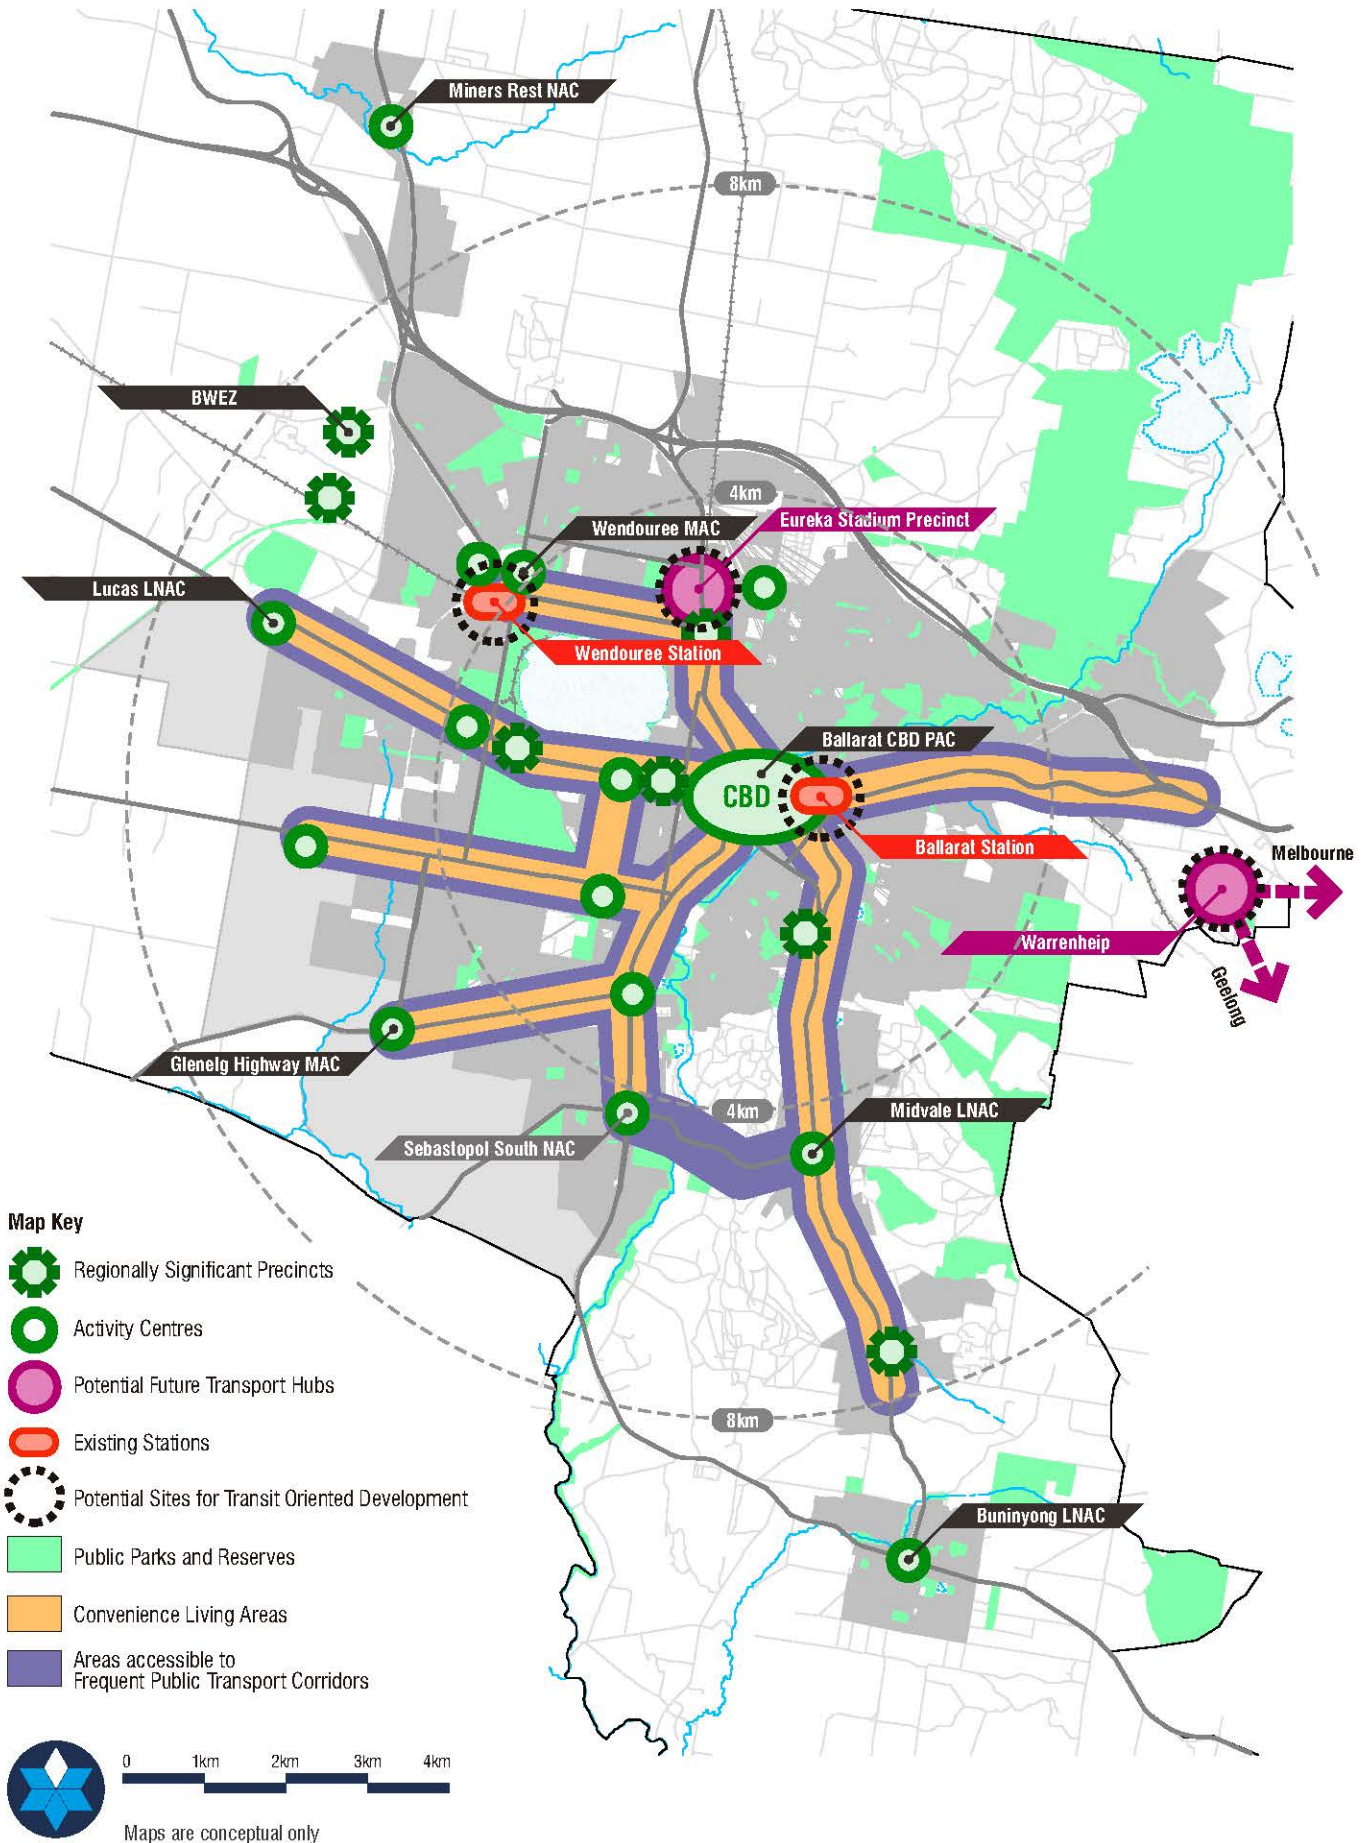 Miners Rest NAC
8km
BWEZ
4km
Eureka Stadium Precinct
Wendouree MAC
Lucas LNAC
Wendouree Station
Ballarat CBD PAC
CBD
Ballarat Station
Melbourne
Warrenheip
Geelong
Glenelg Highway MAC
4km
Midvale LNAC
Sebastopol South NAC
8km
Buninyong LNAC
Map Key
Regionally Significant Precincts
Activity Centres
Potential Future Transport Hubs
Existing Stations
Potential Sites for Transit Oriented Development
Public Parks and Reserves
Convenience Living Areas
Areas accessible to
Frequent Public Transport Corridors
0 1km 2km 3km 4km
Maps are conceptual only